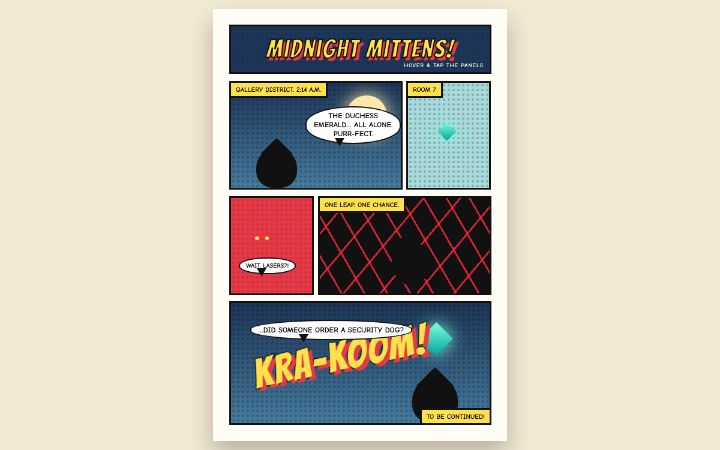 MIDNIGHT MITTENS!
HOVER & TAP THE PANELS
GALLERY DISTRICT. 2:14 A.M.
THE DUCHESS
EMERALD... ALL ALONE.
PURR-FECT.
ROOM 7
WAIT. LASERS?!
ONE LEAP. ONE CHANCE.
...DID SOMEONE ORDER A SECURITY DOG?
KRA-KOOM!
TO BE CONTINUED!